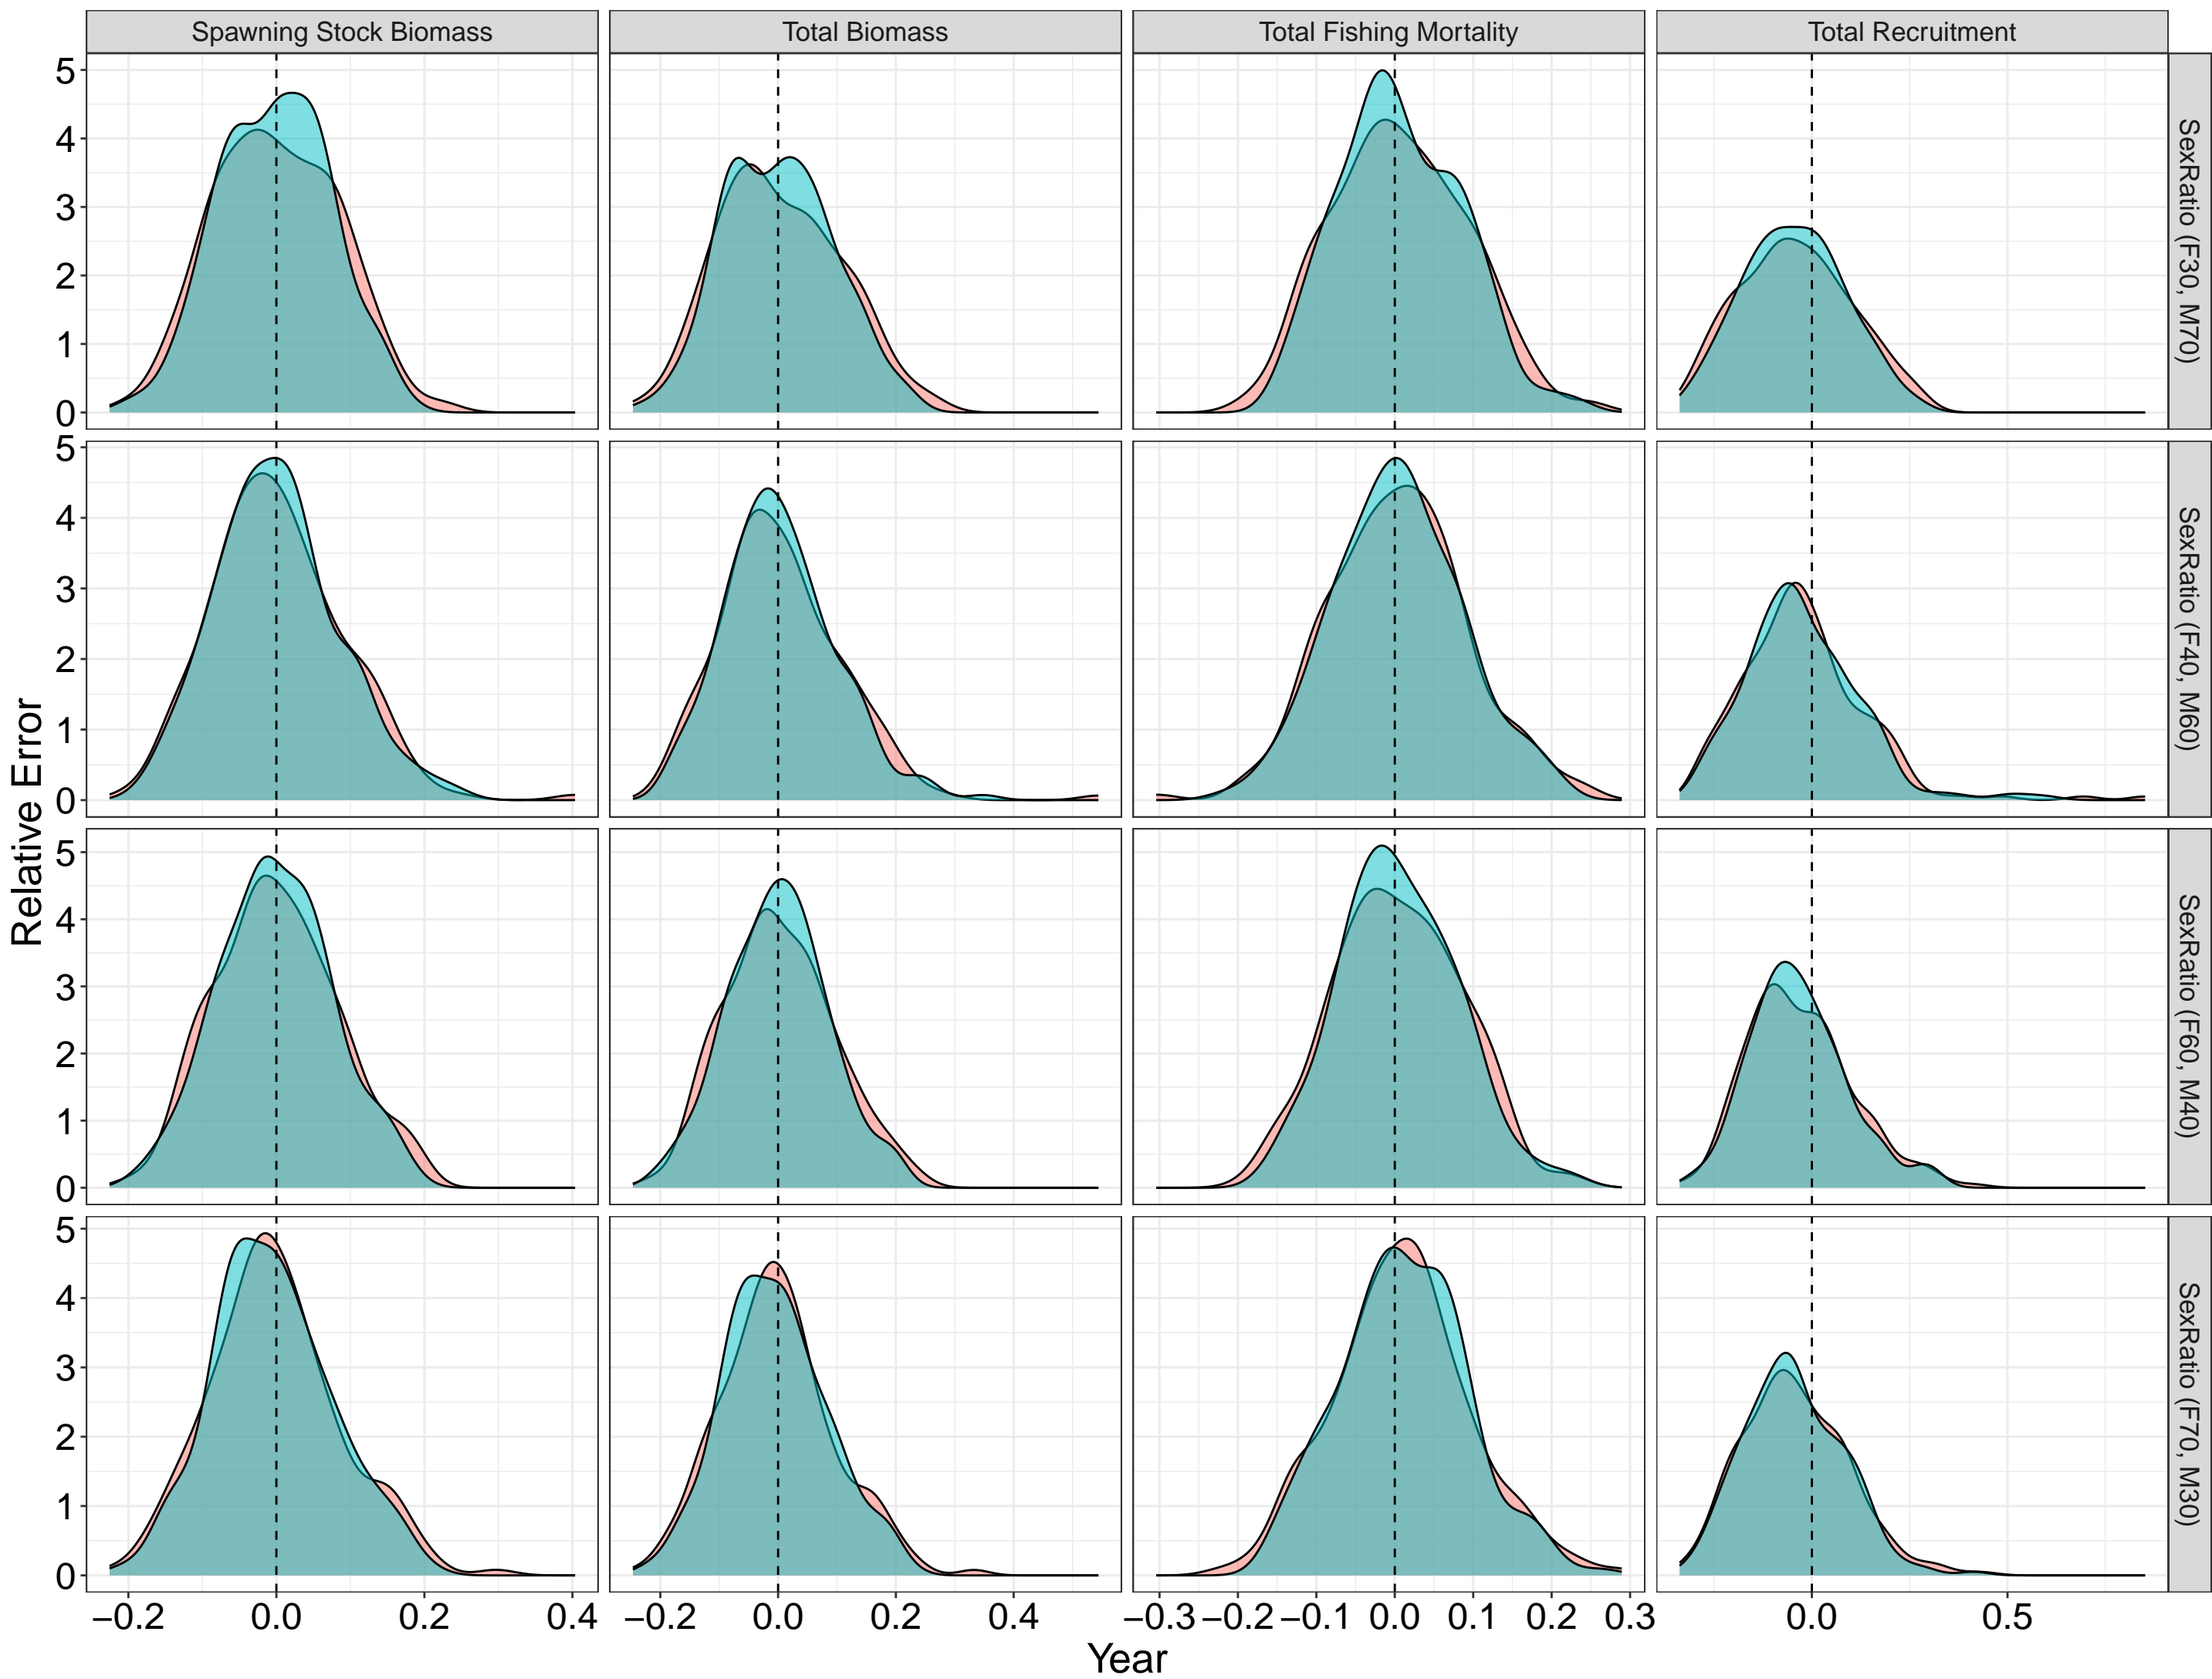 Spawning Stock Biomass
Total Biomass
Total Fishing Mortality
Total Recruitment
5
4
3
2
1
0
SexRatio (F30, M70)
5
4
3
2
1
0
SexRatio (F40, M60)
5
4
3
2
1
0
SexRatio (F60, M40)
5
4
3
2
1
0
SexRatio (F70, M30)
Relative Error
−0.2 0.0 0.2 0.4
−0.2 0.0 0.2 0.4
−0.3 −0.2 −0.1 0.0 0.1 0.2 0.3
0.0 0.5
Year